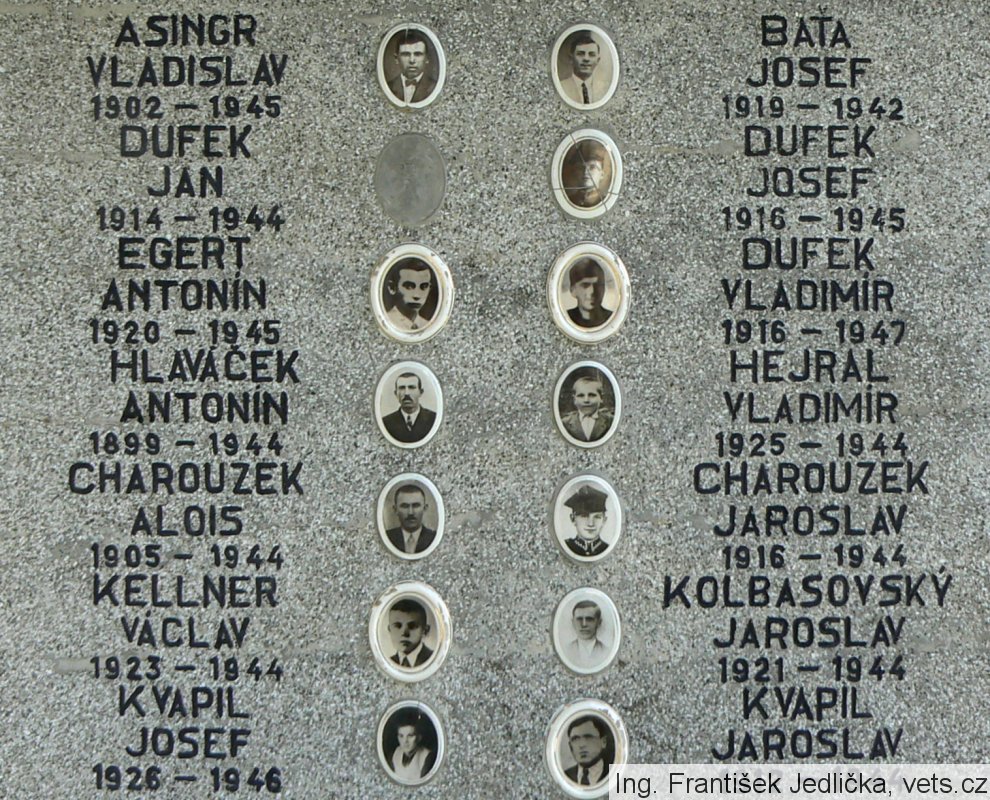 ASINGR
VLADISLAV
1902 – 1945
DUFEK
JAN
1914 – 1944
EGERT
ANTONÍN
1920 – 1945
HLAVÁČEK
ANTONÍN
1899 – 1944
CHAROUZEK
ALOIS
1905 – 1944
KELLNER
VÁCLAV
1923 – 1944
KVAPIL
JOSEF
1926 – 1946
BAŤA
JOSEF
1919 – 1942
DUFEK
JOSEF
1916 – 1945
DUFEK
VLADIMÍR
1916 – 1947
HEJRAL
VLADIMÍR
1925 – 1944
CHAROUZEK
JAROSLAV
1916 – 1944
KOLBASOVSKÝ
JAROSLAV
1921 – 1944
KVAPIL
JAROSLAV
Ing. František Jedlička, vets.cz